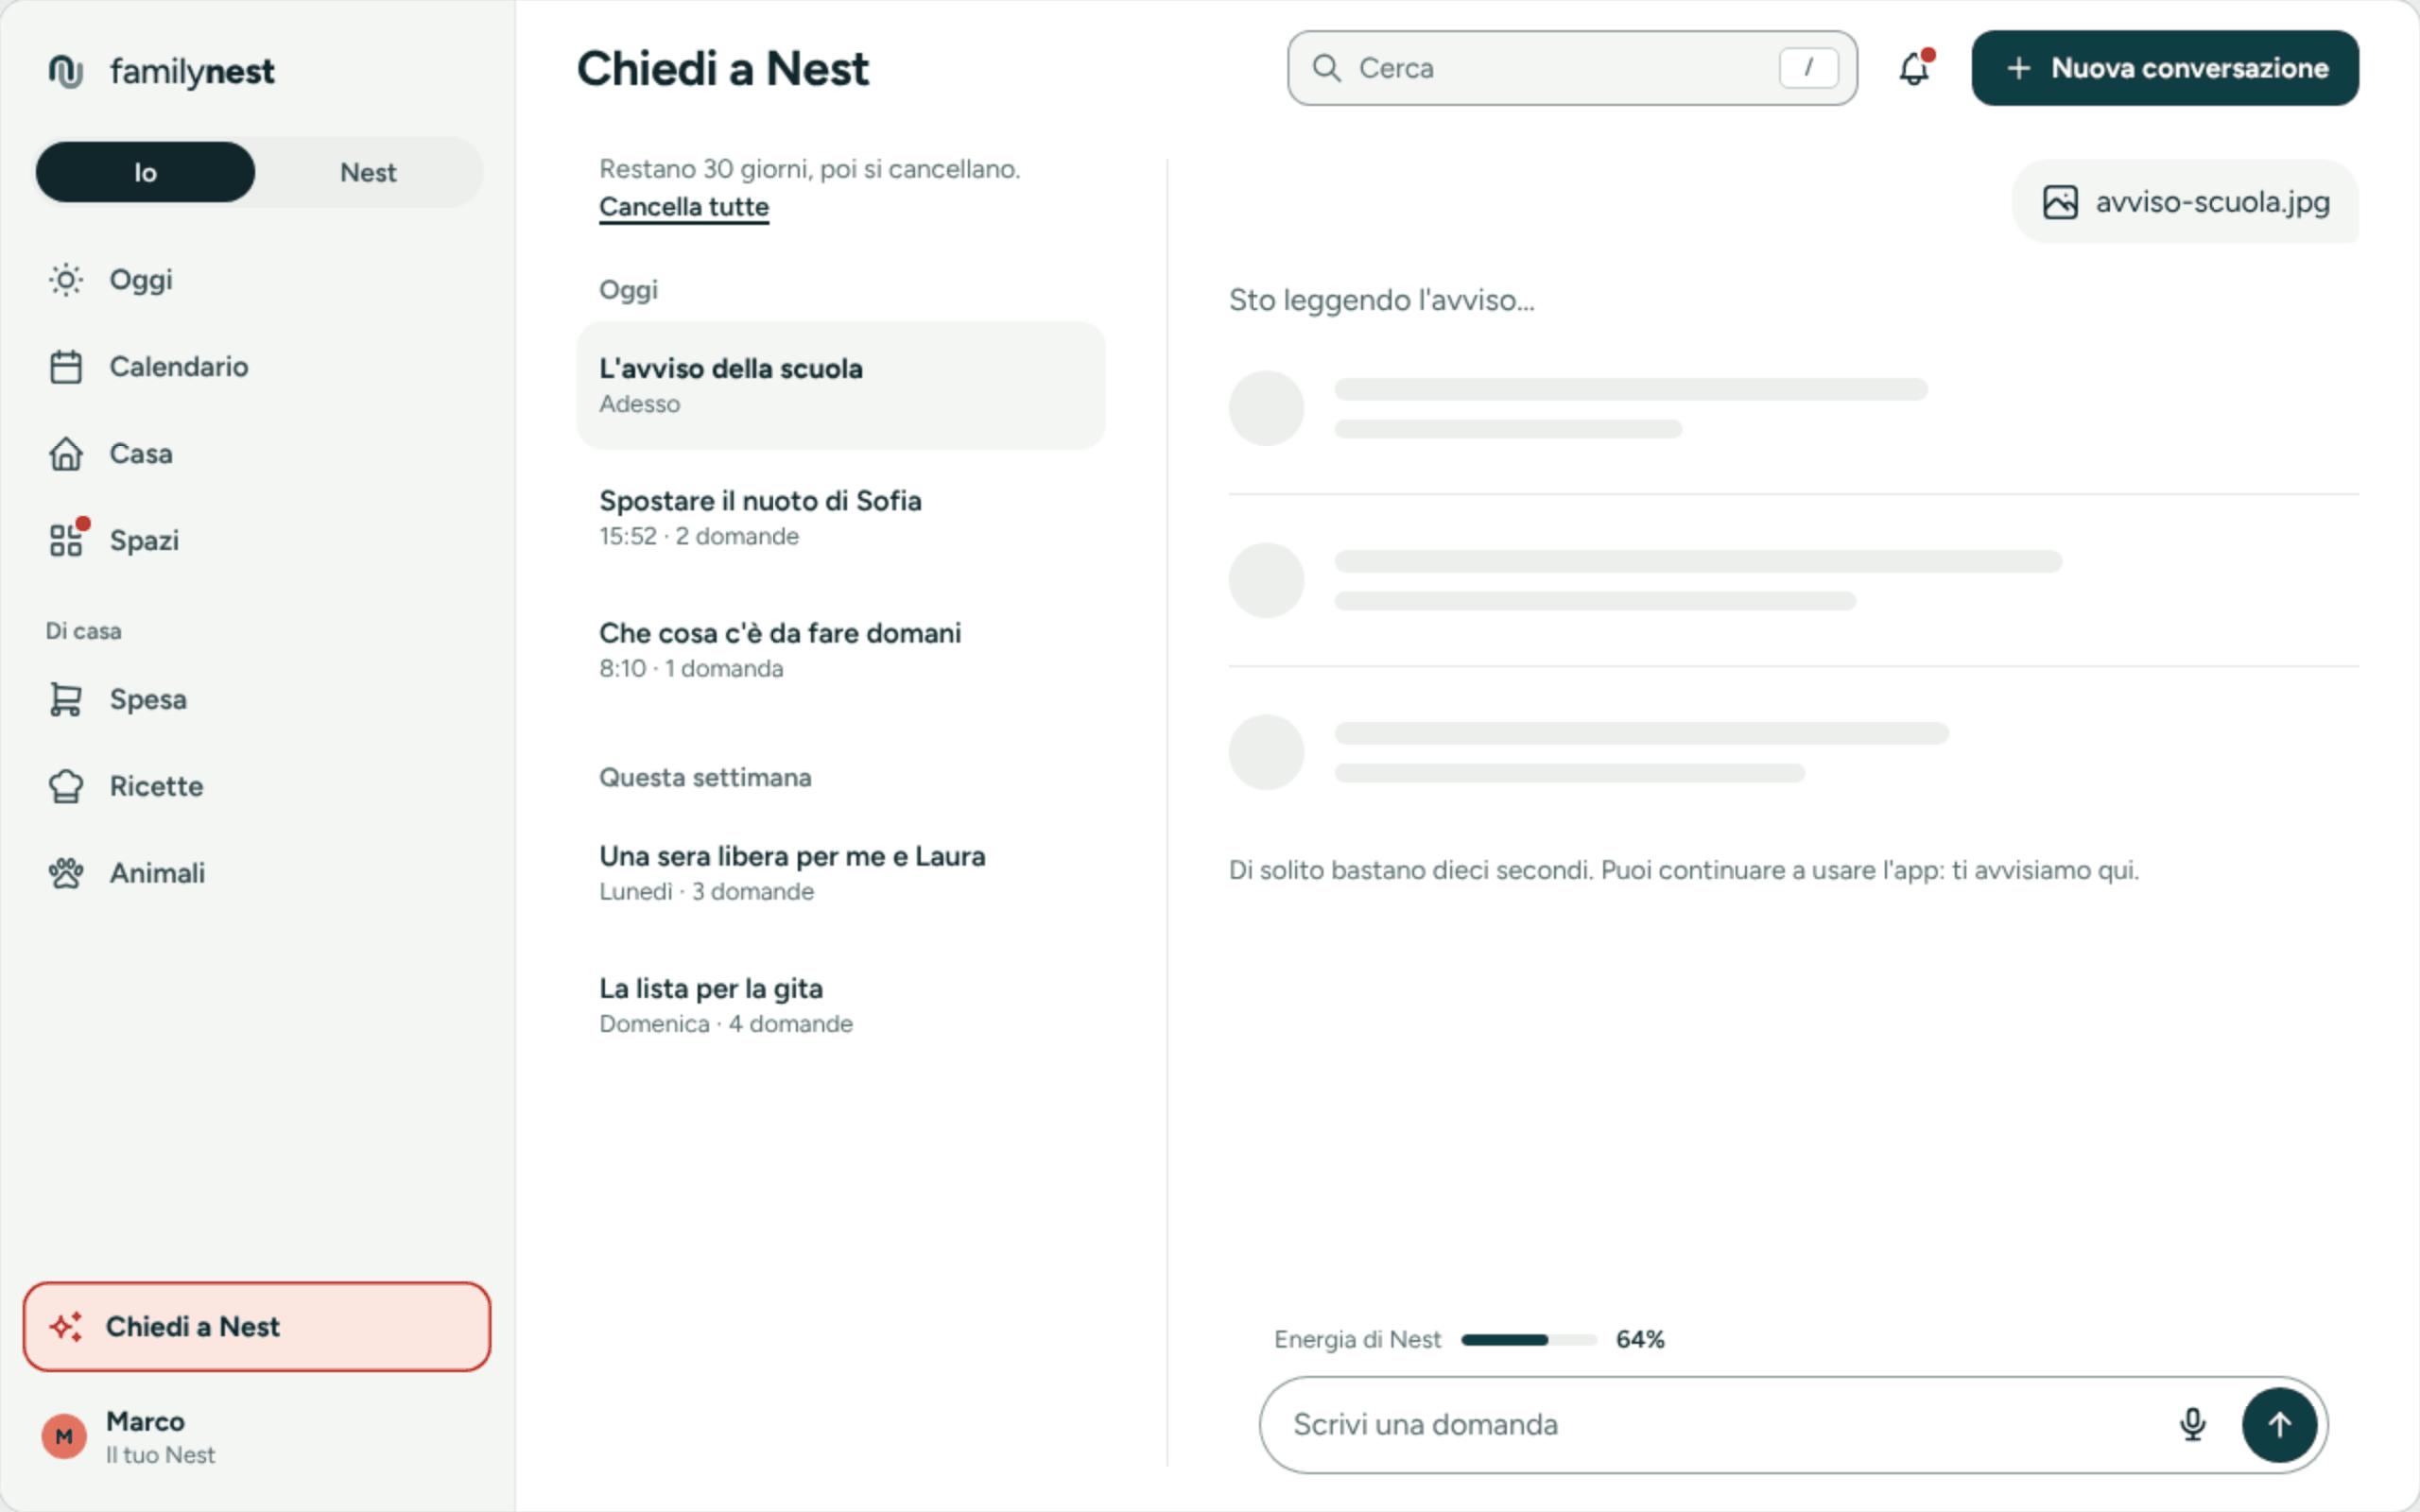 familynest
Io
Nest
Oggi
Calendario
Casa
Spazi
Di casa
Spesa
Ricette
Animali
Chiedi a Nest
M
Marco
Il tuo Nest
Chiedi a Nest
Cerca
/
+ Nuova conversazione
Restano 30 giorni, poi si cancellano.
Cancella tutte
Oggi
L'avviso della scuola
Adesso
Spostare il nuoto di Sofia
15:52 · 2 domande
Che cosa c'è da fare domani
8:10 · 1 domanda
Questa settimana
Una sera libera per me e Laura
Lunedì · 3 domande
La lista per la gita
Domenica · 4 domande
avviso-scuola.jpg
Sto leggendo l'avviso...
Di solito bastano dieci secondi. Puoi continuare a usare l'app: ti avvisiamo qui.
Energia di Nest 64%
Scrivi una domanda